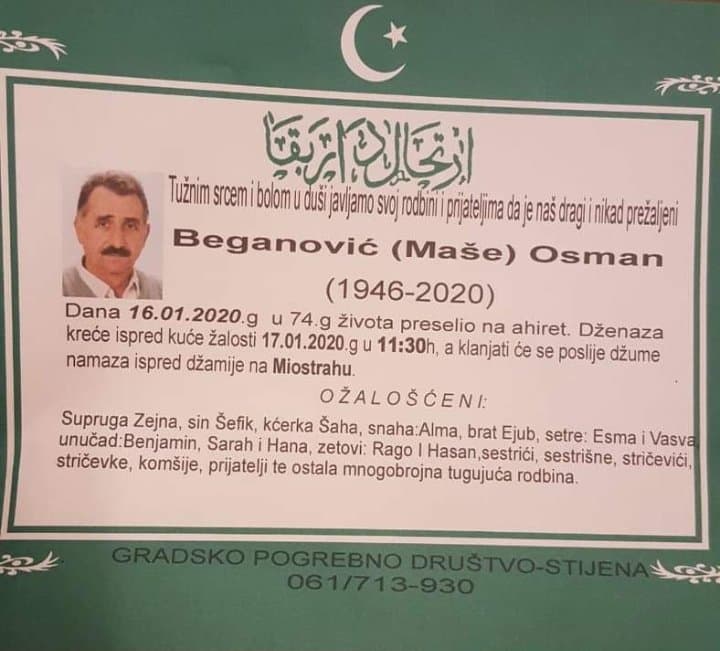 ارتحال دار بقا
Tužnim srcem i bolom u duši javljamo svoj rodbini i prijateljima da je naš dragi i nikad prežaljeni
Beganović (Maše) Osman
(1946-2020)
Dana 16.01.2020.g u 74.g života preselio na ahiret. Dženaza
kreće ispred kuće žalosti 17.01.2020.g u 11:30h, a klanjati će se poslije džume
namaza ispred džamije na Miostrahu.
OŽALOŠĆENI:
Supruga Zejna, sin Šefik, kćerka Šaha, snaha:Alma, brat Ejub, setre: Esma i Vasva
unučad:Benjamin, Sarah i Hana, zetovi: Rago I Hasan,sestrići, sestrišne, stričevići,
stričevke, komšije, prijatelji te ostala mnogobrojna tugujuća rodbina.
GRADSKO POGREBNO DRUŠTVO-STIJENA
061/713-930